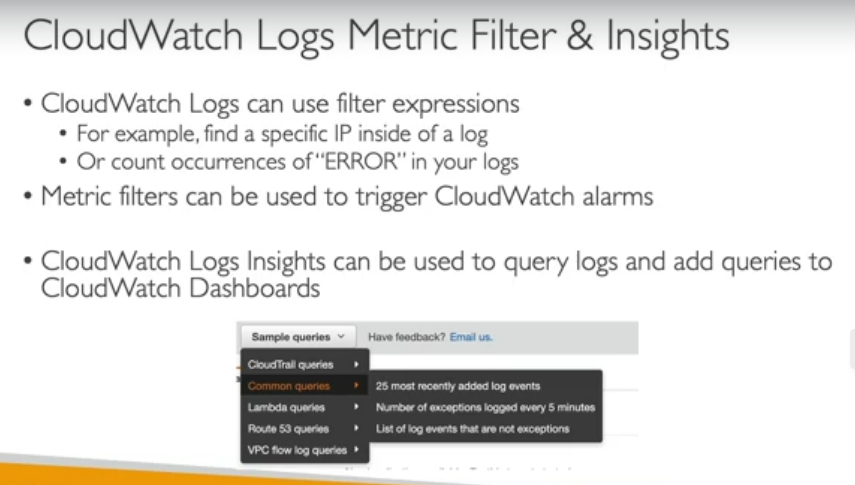 CloudWatch Logs Metric Filter & Insights
• CloudWatch Logs can use filter expressions
• For example, find a specific IP inside of a log
• Or count occurrences of “ERROR” in your logs
• Metric filters can be used to trigger CloudWatch alarms
• CloudWatch Logs Insights can be used to query logs and add queries to
CloudWatch Dashboards
Sample queries
Have feedback? Email us.
CloudTrail queries
Common queries
Lambda queries
Route 53 queries
VPC flow log queries
25 most recently added log events
Number of exceptions logged every 5 minutes
List of log events that are not exceptions